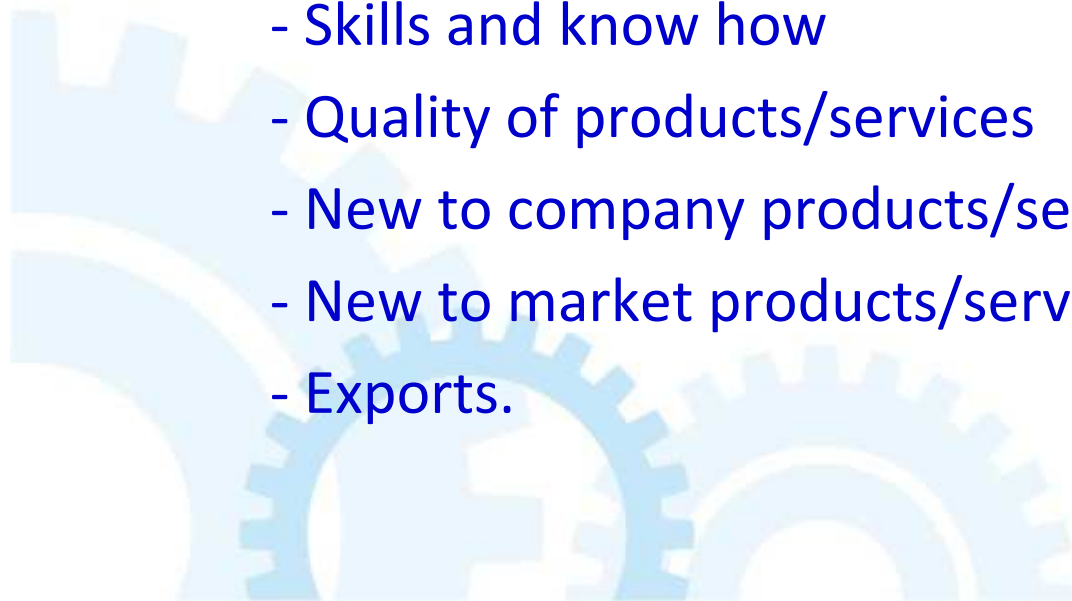 - Skills and know how
- Quality of products/services
- New to company products/se
- New to market products/serv
- Exports.